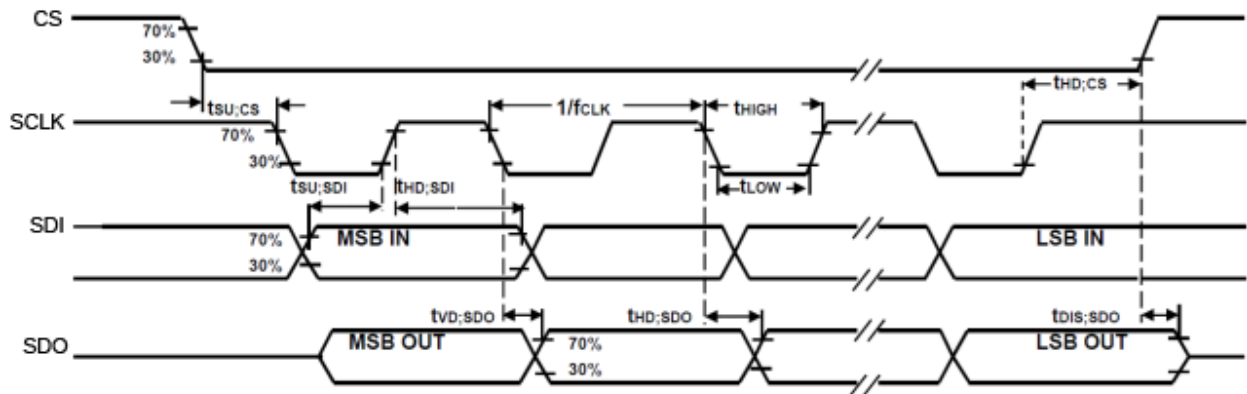 CS
70%
30%
tHD;CS
tSU;CS
1/fCLK
tHIGH
SCLK
70%
30%
tSU;SDI
tHD;SDI
tLOW
SDI
70%
MSB IN
LSB IN
30%
tVD;SDO
tHD;SDO
tDIS;SDO
SDO
MSB OUT
70%
LSB OUT
30%